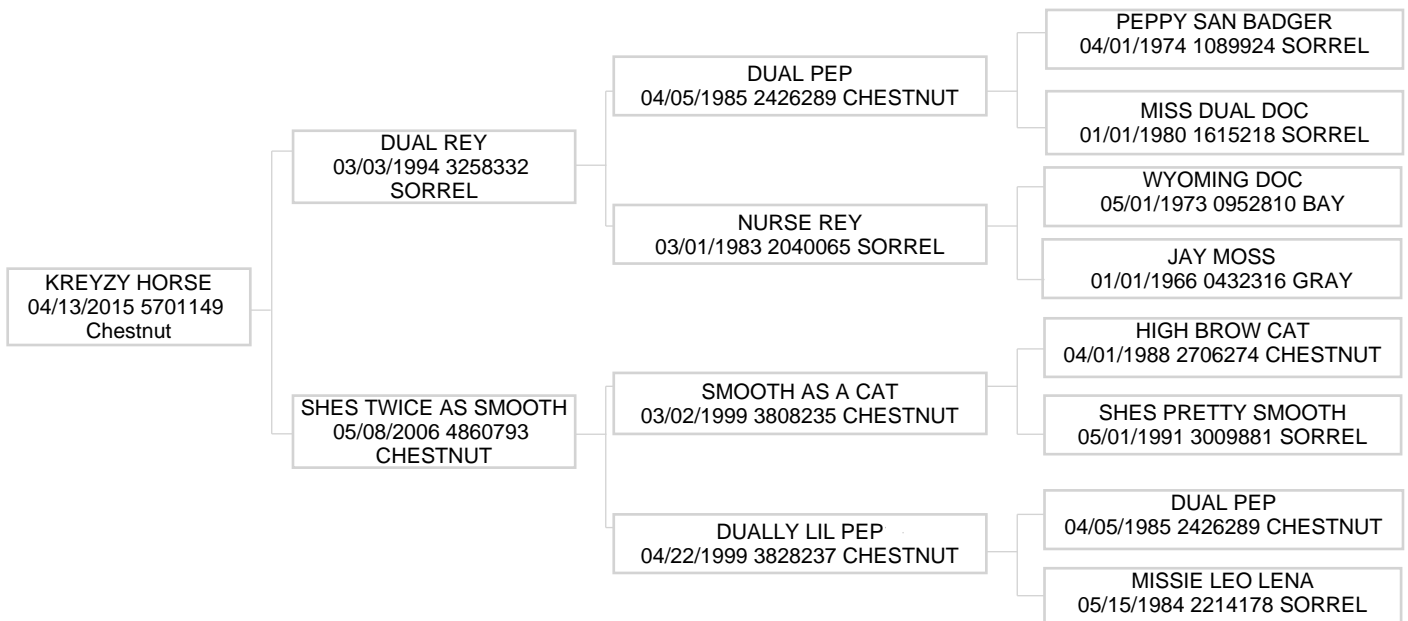 KREYZY HORSE
04/13/2015 5701149
Chestnut
DUAL REY
03/03/1994 3258332
SORREL
SHES TWICE AS SMOOTH
05/08/2006 4860793
CHESTNUT
DUAL PEP
04/05/1985 2426289 CHESTNUT
NURSE REY
03/01/1983 2040065 SORREL
SMOOTH AS A CAT
03/02/1999 3808235 CHESTNUT
DUALLY LIL PEP
04/22/1999 3828237 CHESTNUT
PEPPY SAN BADGER
04/01/1974 1089924 SORREL
MISS DUAL DOC
01/01/1980 1615218 SORREL
WYOMING DOC
05/01/1973 0952810 BAY
JAY MOSS
01/01/1966 0432316 GRAY
HIGH BROW CAT
04/01/1988 2706274 CHESTNUT
SHES PRETTY SMOOTH
05/01/1991 3009881 SORREL
DUAL PEP
04/05/1985 2426289 CHESTNUT
MISSIE LEO LENA
05/15/1984 2214178 SORREL